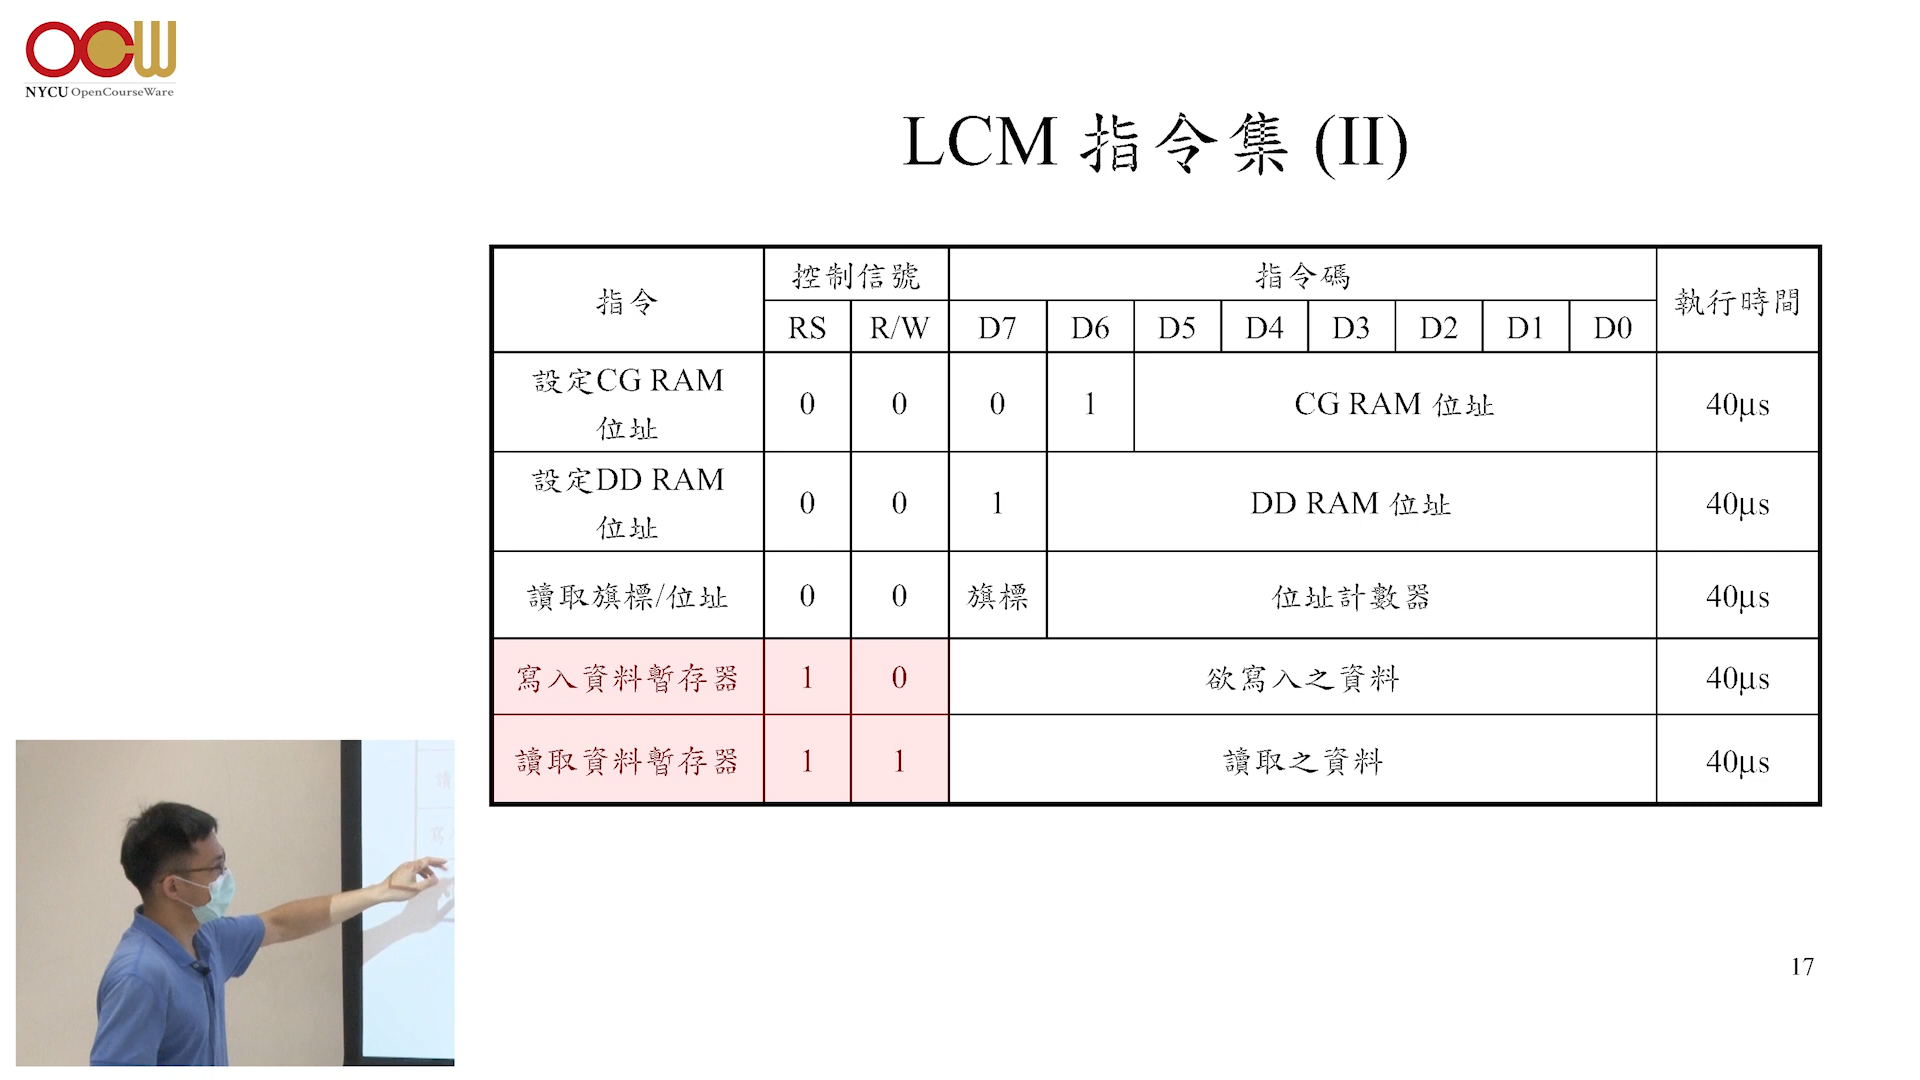 OCW
NYCU OpenCourseWare
LCM 指令集 (II)
指令 控制信號 指令碼 執行時間
RS R/W D7 D6 D5 D4 D3 D2 D1 D0
設定CG RAM
位址 0 0 0 1 CG RAM 位址 40μs
設定DD RAM
位址 0 0 1 DD RAM 位址 40μs
讀取旗標/位址 0 0 旗標 位址計數器 40μs
寫入資料暫存器 1 0 欲寫入之資料 40μs
讀取資料暫存器 1 1 讀取之資料 40μs
17